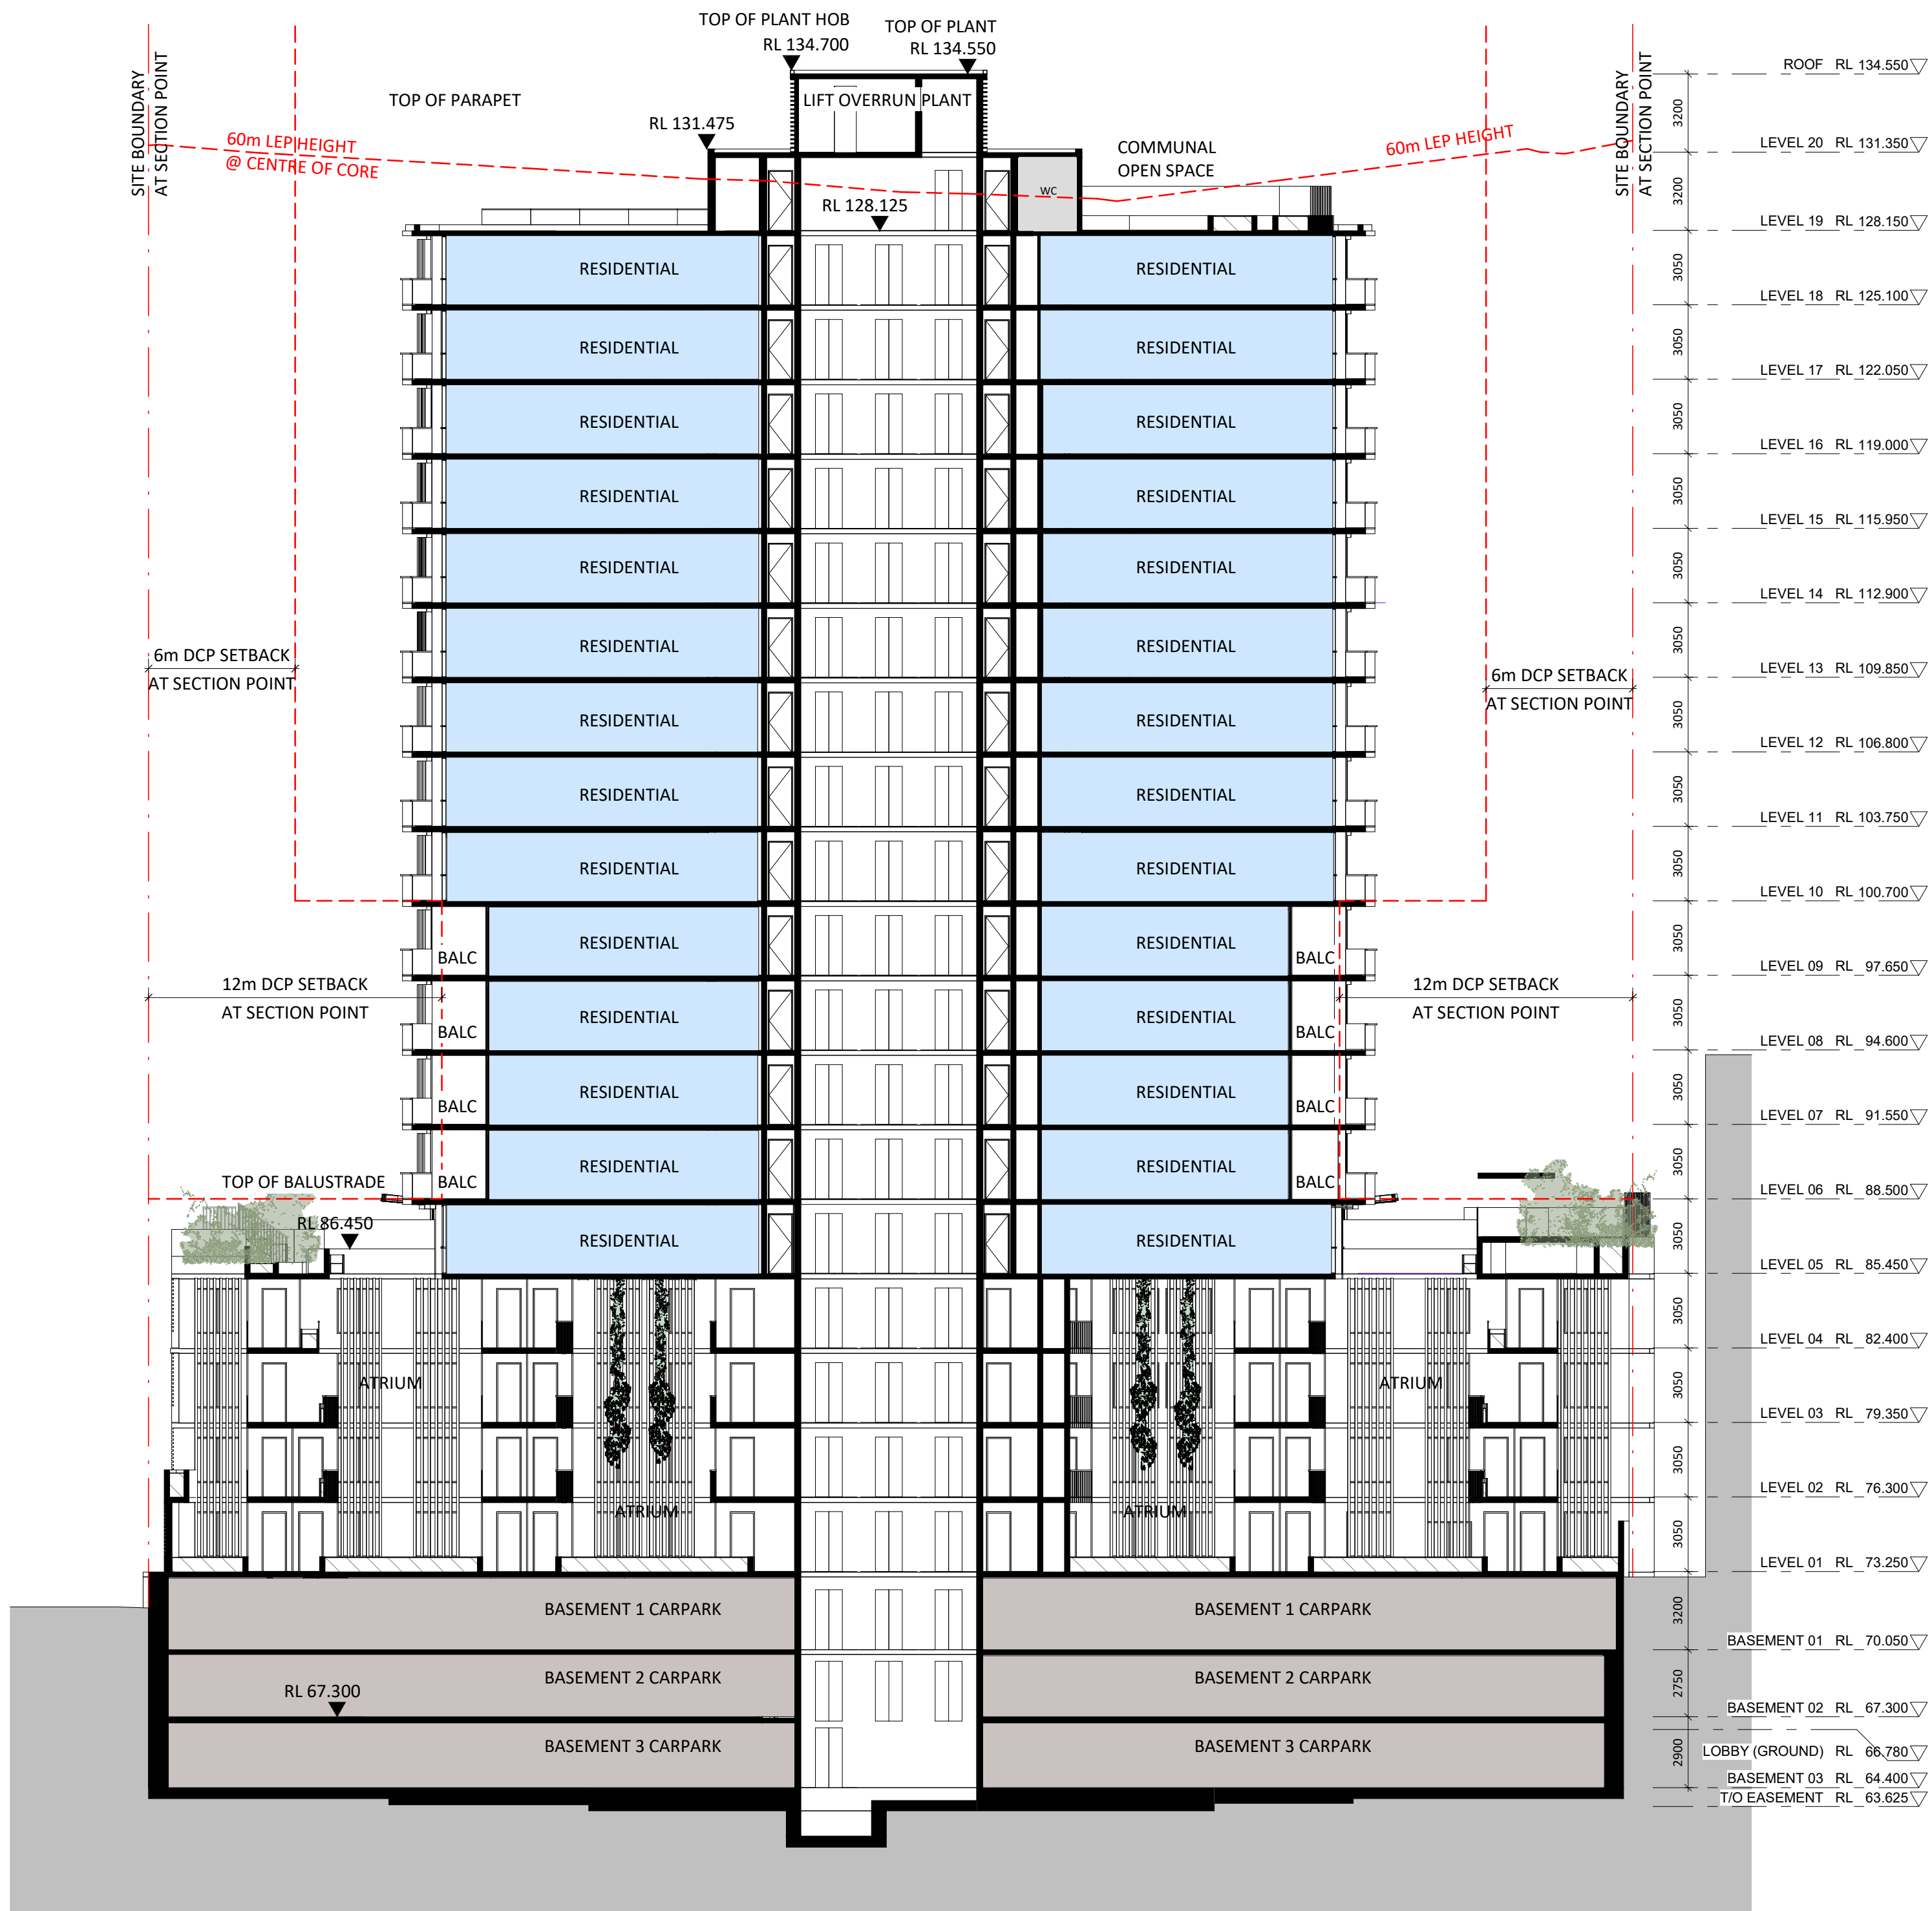 TOP OF PLANT HOB
RL 134.700
TOP OF PLANT
RL 134.550
SITE BOUNDARY
AT SECTION POINT
TOP OF PARAPET
RL 131.475
LIFT OVERRUN
PLANT
60m LEP HEIGHT
@ CENTRE OF CORE
COMMUNAL
OPEN SPACE
60m LEP HEIGHT
SITE BOUNDARY
AT SECTION POINT
WC
RL 128.125
ROOF RL 134.550
3200
LEVEL 20 RL 131.350
3200
LEVEL 19 RL 128.150
RESIDENTIAL RESIDENTIAL
3050
LEVEL 18 RL 125.100
RESIDENTIAL RESIDENTIAL
3050
LEVEL 17 RL 122.050
RESIDENTIAL RESIDENTIAL
3050
LEVEL 16 RL 119.000
RESIDENTIAL RESIDENTIAL
3050
LEVEL 15 RL 115.950
RESIDENTIAL RESIDENTIAL
3050
LEVEL 14 RL 112.900
RESIDENTIAL RESIDENTIAL
3050
6m DCP SETBACK
AT SECTION POINT
LEVEL 13 RL 109.850
6m DCP SETBACK
AT SECTION POINT
RESIDENTIAL RESIDENTIAL
3050
LEVEL 12 RL 106.800
RESIDENTIAL RESIDENTIAL
3050
LEVEL 11 RL 103.750
RESIDENTIAL RESIDENTIAL
3050
LEVEL 10 RL 100.700
BALC RESIDENTIAL RESIDENTIAL BALC
3050
LEVEL 09 RL 97.650
12m DCP SETBACK
AT SECTION POINT
12m DCP SETBACK
AT SECTION POINT
BALC RESIDENTIAL RESIDENTIAL BALC
3050
LEVEL 08 RL 94.600
BALC RESIDENTIAL RESIDENTIAL BALC
3050
LEVEL 07 RL 91.550
BALC RESIDENTIAL RESIDENTIAL BALC
3050
TOP OF BALUSTRADE
RL 86.450
LEVEL 06 RL 88.500
RESIDENTIAL RESIDENTIAL
3050
LEVEL 05 RL 85.450
3050
LEVEL 04 RL 82.400
ATRIUM ATRIUM
3050
LEVEL 03 RL 79.350
3050
LEVEL 02 RL 76.300
ATRIUM ATRIUM
3050
LEVEL 01 RL 73.250
BASEMENT 1 CARPARK BASEMENT 1 CARPARK
3200
BASEMENT 01 RL 70.050
BASEMENT 2 CARPARK BASEMENT 2 CARPARK
2750
RL 67.300
BASEMENT 02 RL 67.300
BASEMENT 3 CARPARK BASEMENT 3 CARPARK
2900
LOBBY (GROUND) RL 66.780
BASEMENT 03 RL 64.400
T/O EASEMENT RL 63.625